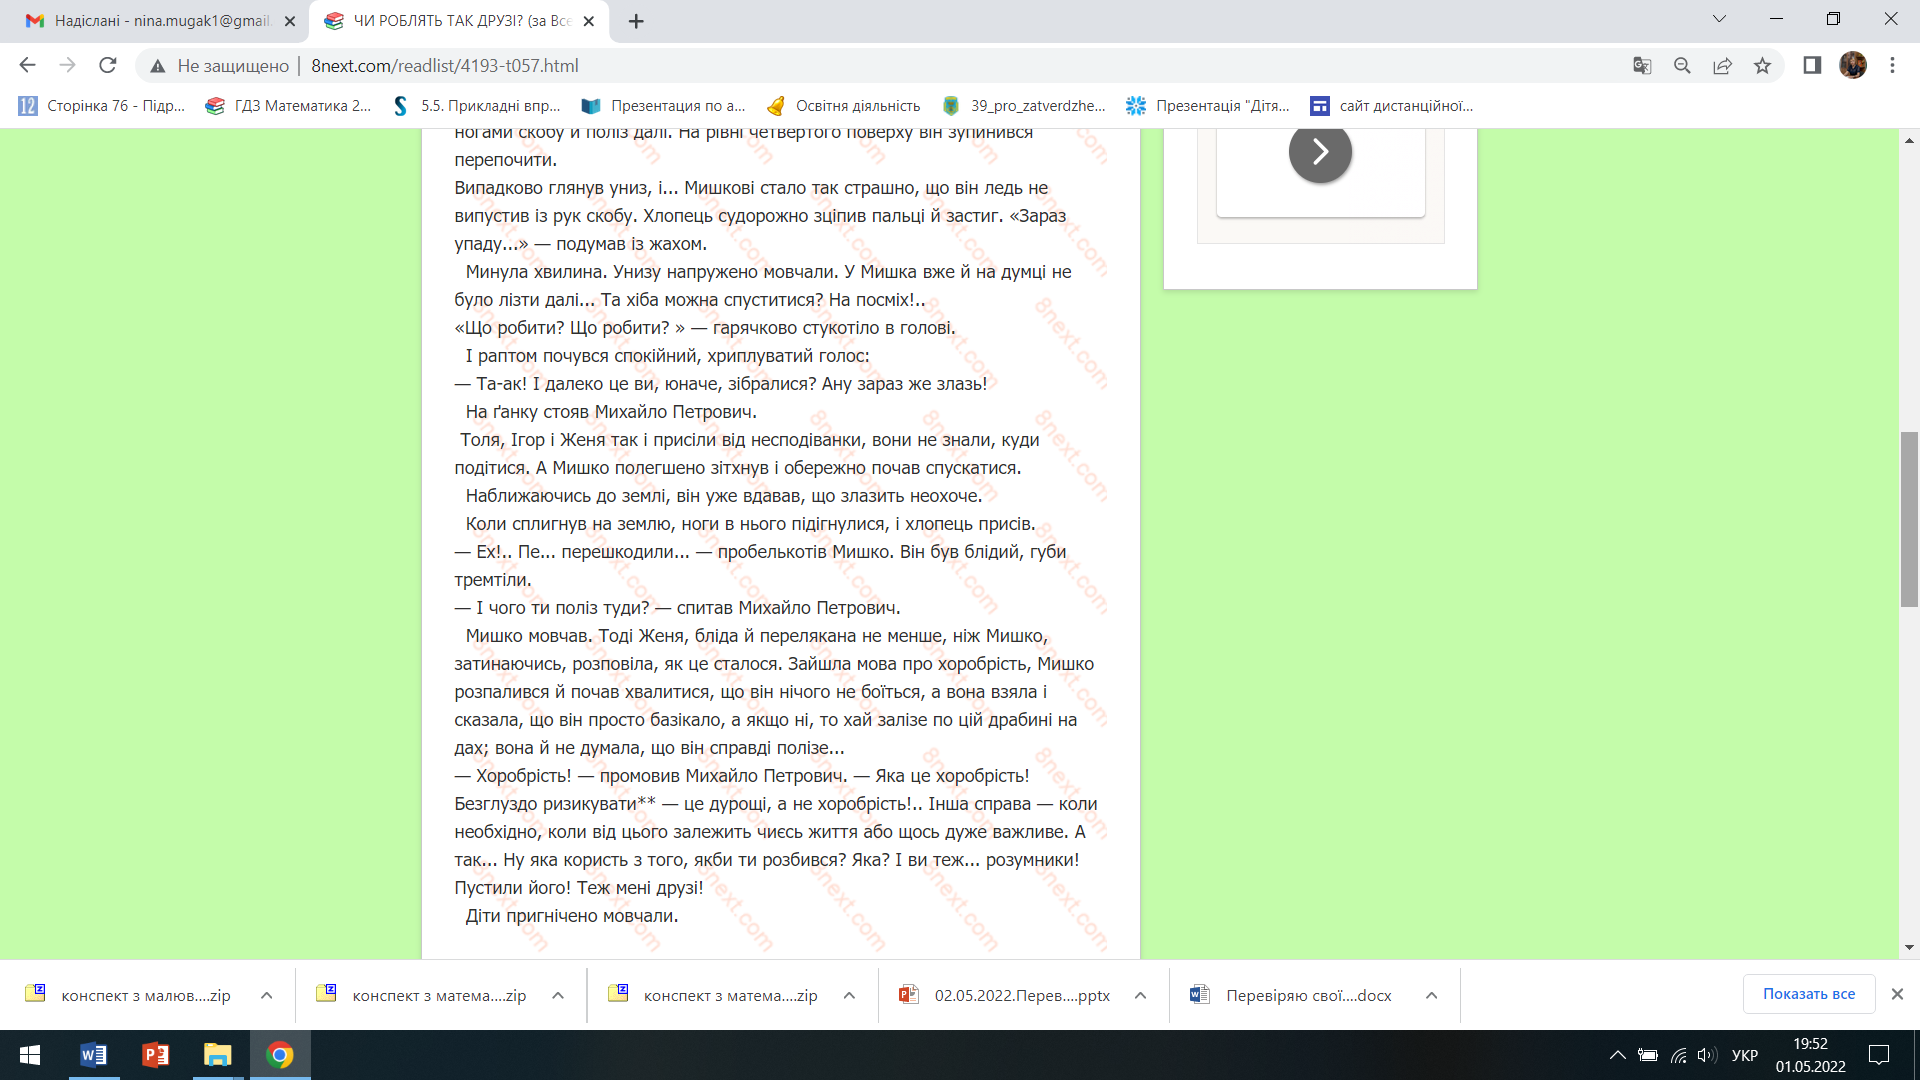 Надіслані - nina.mugak1@gmail.
ЧИ РОБЛЯТЬ ТАК ДРУЗІ? (за Все
Не защищено | 8next.com/readlist/4193-t057.html
Сторінка 76 - Підр...
ГДЗ Математика 2...
5.5. Прикладні впр...
Презентация по а...
Освітня діяльність
39_pro_zatverdzhe...
Презентація "Дітя...
сайт дистанційної...
ногами скобу й поліз далі. На рівні четвертого поверху він зупинився
перепочити.
Випадково глянув униз, і... Мишкові стало так страшно, що він ледь не
випустив із рук скобу. Хлопець судорожно зціпив пальці й застиг. «Зараз
упаду...» — подумав із жахом.
Минула хвилина. Унизу напружено мовчали. У Мишка вже й на думці не
було лізти далі... Та хіба можна спуститися? На посміх!..
«Що робити? Що робити? » — гарячково стукотіло в голові.
І раптом почувся спокійний, хриплуватий голос:
— Та-ак! І далеко це ви, юначе, зібралися? Ану зараз же злазь!
На ґанку стояв Михайло Петрович.
Толя, Ігор і Женя так і присіли від несподіванки, вони не знали, куди
подітися. А Мишко полегшено зітхнув і обережно почав спускатися.
Наближаючись до землі, він уже вдавав, що злазить неохоче.
Коли сплигнув на землю, ноги в нього підігнулися, і хлопець присів.
— Ех!.. Пе... перешкодили... — пробелькотів Мишко. Він був блідий, губи
тремтіли.
— І чого ти поліз туди? — спитав Михайло Петрович.
Мишко мовчав. Тоді Женя, бліда й перелякана не менше, ніж Мишко,
затинаючись, розповіла, як це сталося. Зайшла мова про хоробрість, Мишко
розпалився й почав хвалитися, що він нічого не боїться, а вона взяла і
сказала, що він просто базікало, а якщо ні, то хай залізе по цій драбині на
дах; вона й не думала, що він справді полізе...
— Хоробрість! — промовив Михайло Петрович. — Яка це хоробрість!
Безглуздо ризикувати** — це дурощі, а не хоробрість!.. Інша справа — коли
необхідно, коли від цього залежить чиєсь життя або щось дуже важливе. А
так... Ну яка користь з того, якби ти розбився? Яка? І ви теж... розумники!
Пустили його! Теж мені друзі!
Діти пригнічено мовчали.
конспект з малюв....zip
конспект з матема....zip
конспект з матема....zip
02.05.2022.Перев....pptx
Перевіряю свої....docx
Показать все
УКР
19:52
01.05.2022